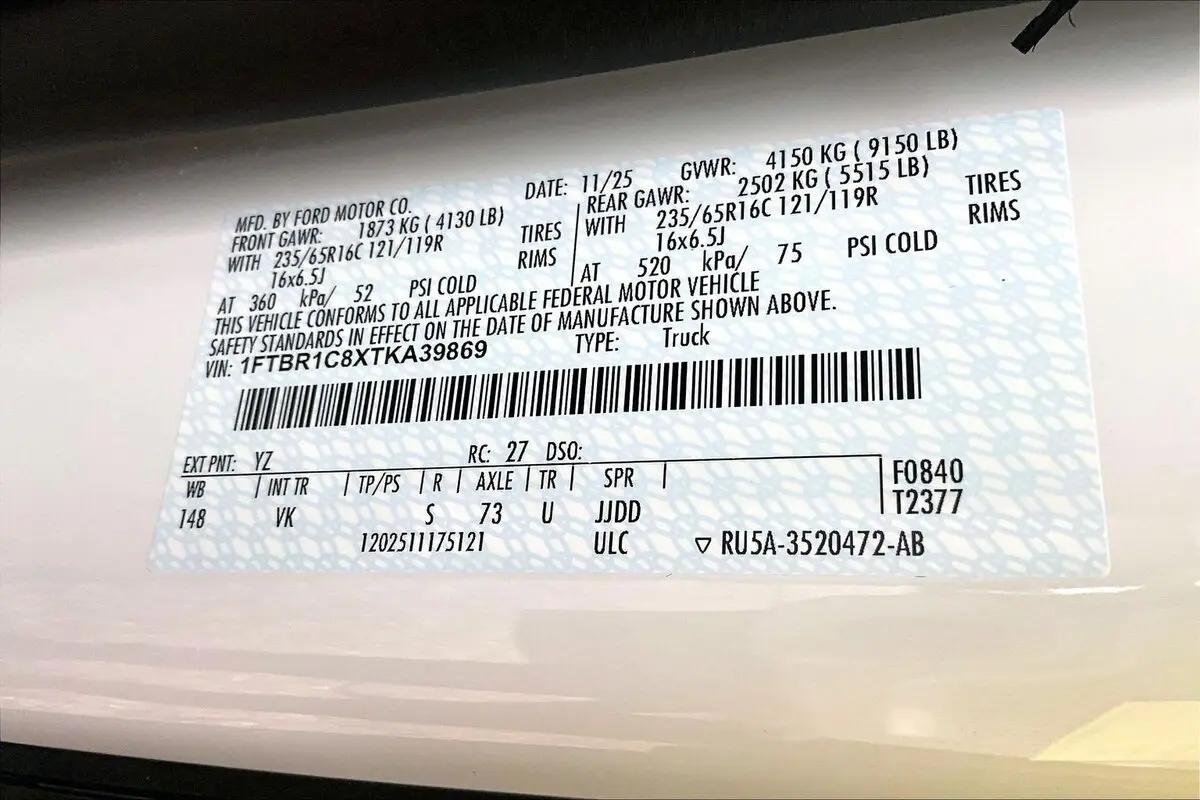 MFD. BY FORD MOTOR CO. DATE: 11/25 GVWR: 4150 KG ( 9150 LB)
FRONT GAWR: 1873 KG ( 4130 LB) REAR GAWR: 2502 KG ( 5515 LB)
WITH 235/65R16C 121/119R TIRES WITH 235/65R16C 121/119R TIRES
16x6.5J RIMS 16x6.5J RIMS
AT 360 kPa/ 52 PSI COLD AT 520 kPa/ 75 PSI COLD
THIS VEHICLE CONFORMS TO ALL APPLICABLE FEDERAL MOTOR VEHICLE
SAFETY STANDARDS IN EFFECT ON THE DATE OF MANUFACTURE SHOWN ABOVE.
VIN: 1FTBR1C8XTKA39869 TYPE: Truck
EXT PNT: YZ RC: 27 DSO:
WB INT TR TP/PS R AXLE TR SPR F0840
148 VK S 73 U JJDD T2377
1202511175121 ULC ▽ RU5A-3520472-AB